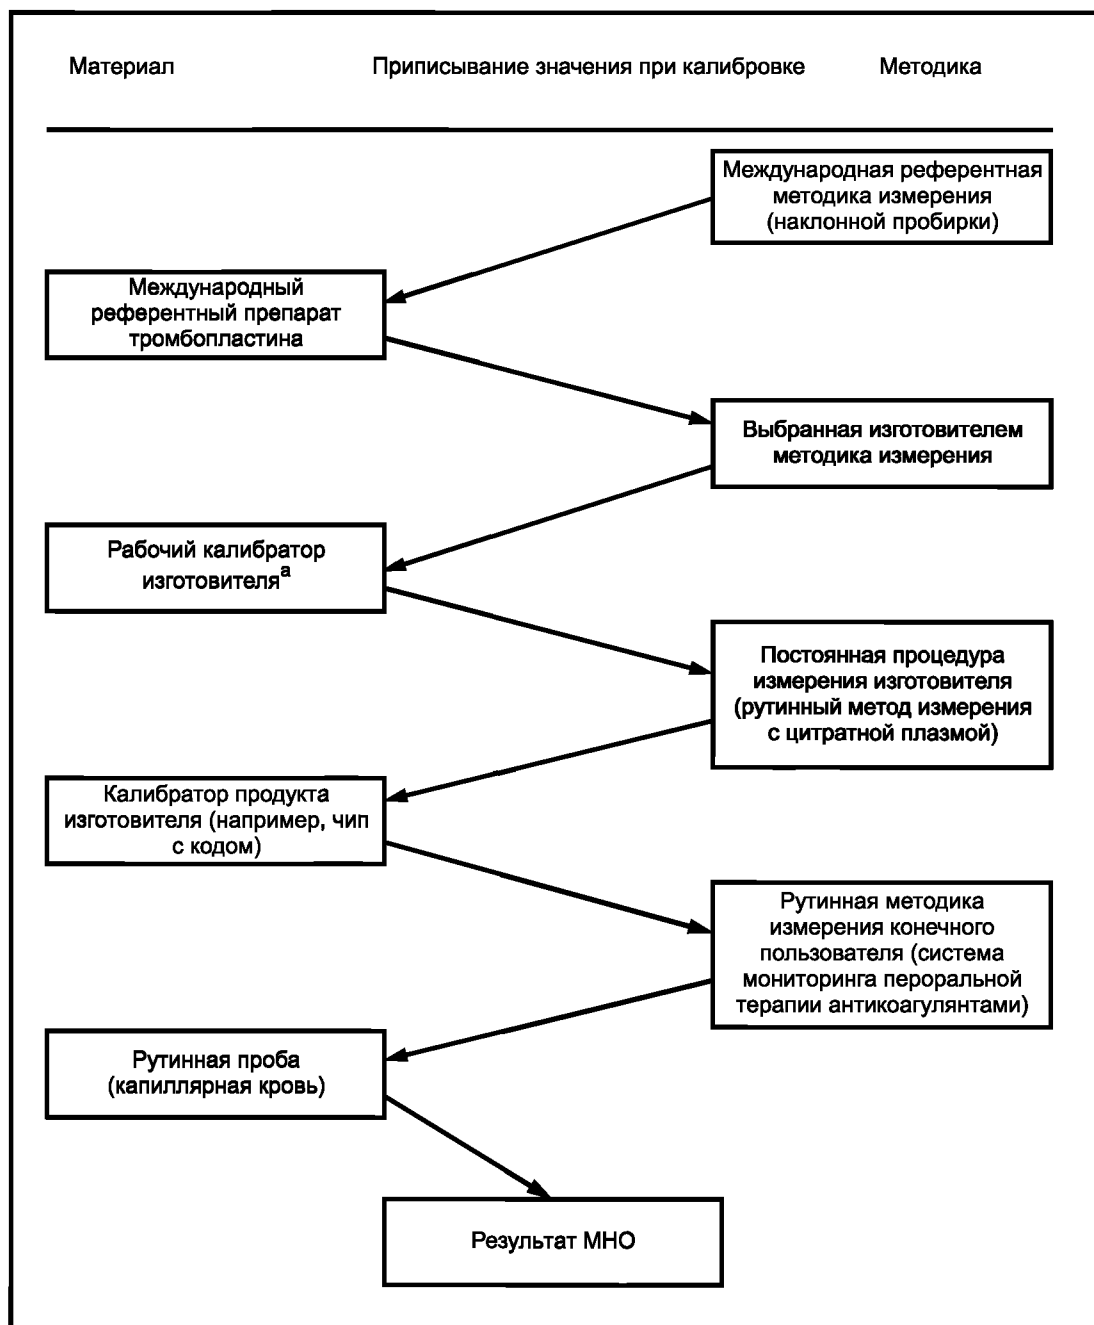 Материал Приписывание значения при калибровке Методика
Международная референтная
методика измерения
(наклонной пробирки)
Международный
референтный препарат
тромбопластина
Выбранная изготовителем
методика измерения
Рабочий калибратор
изготовителяa
Постоянная процедура
измерения изготовителя
(рутинный метод измерения
с цитратной плазмой)
Калибратор продукта
изготовителя (например, чип
с кодом)
Рутинная методика
измерения конечного
пользователя (система
мониторинга пероральной
терапии антикоагулянтами)
Рутинная проба
(капиллярная кровь)
Результат МНО